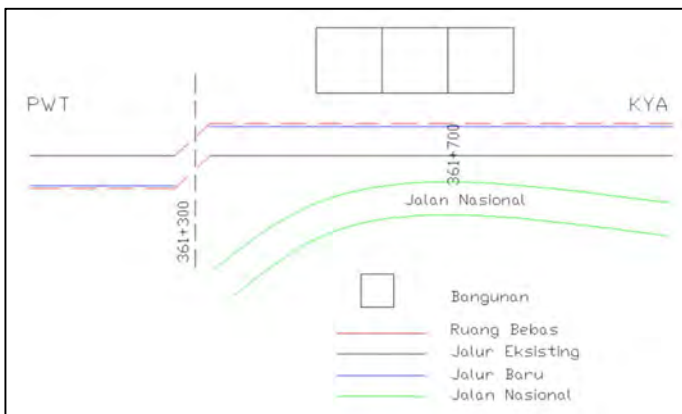 PWT
KYA
361+700
361+300
Jalan Nasional
Bangunan
Ruang Bebas
Jalur Eksisting
Jalur Baru
Jalan Nasional